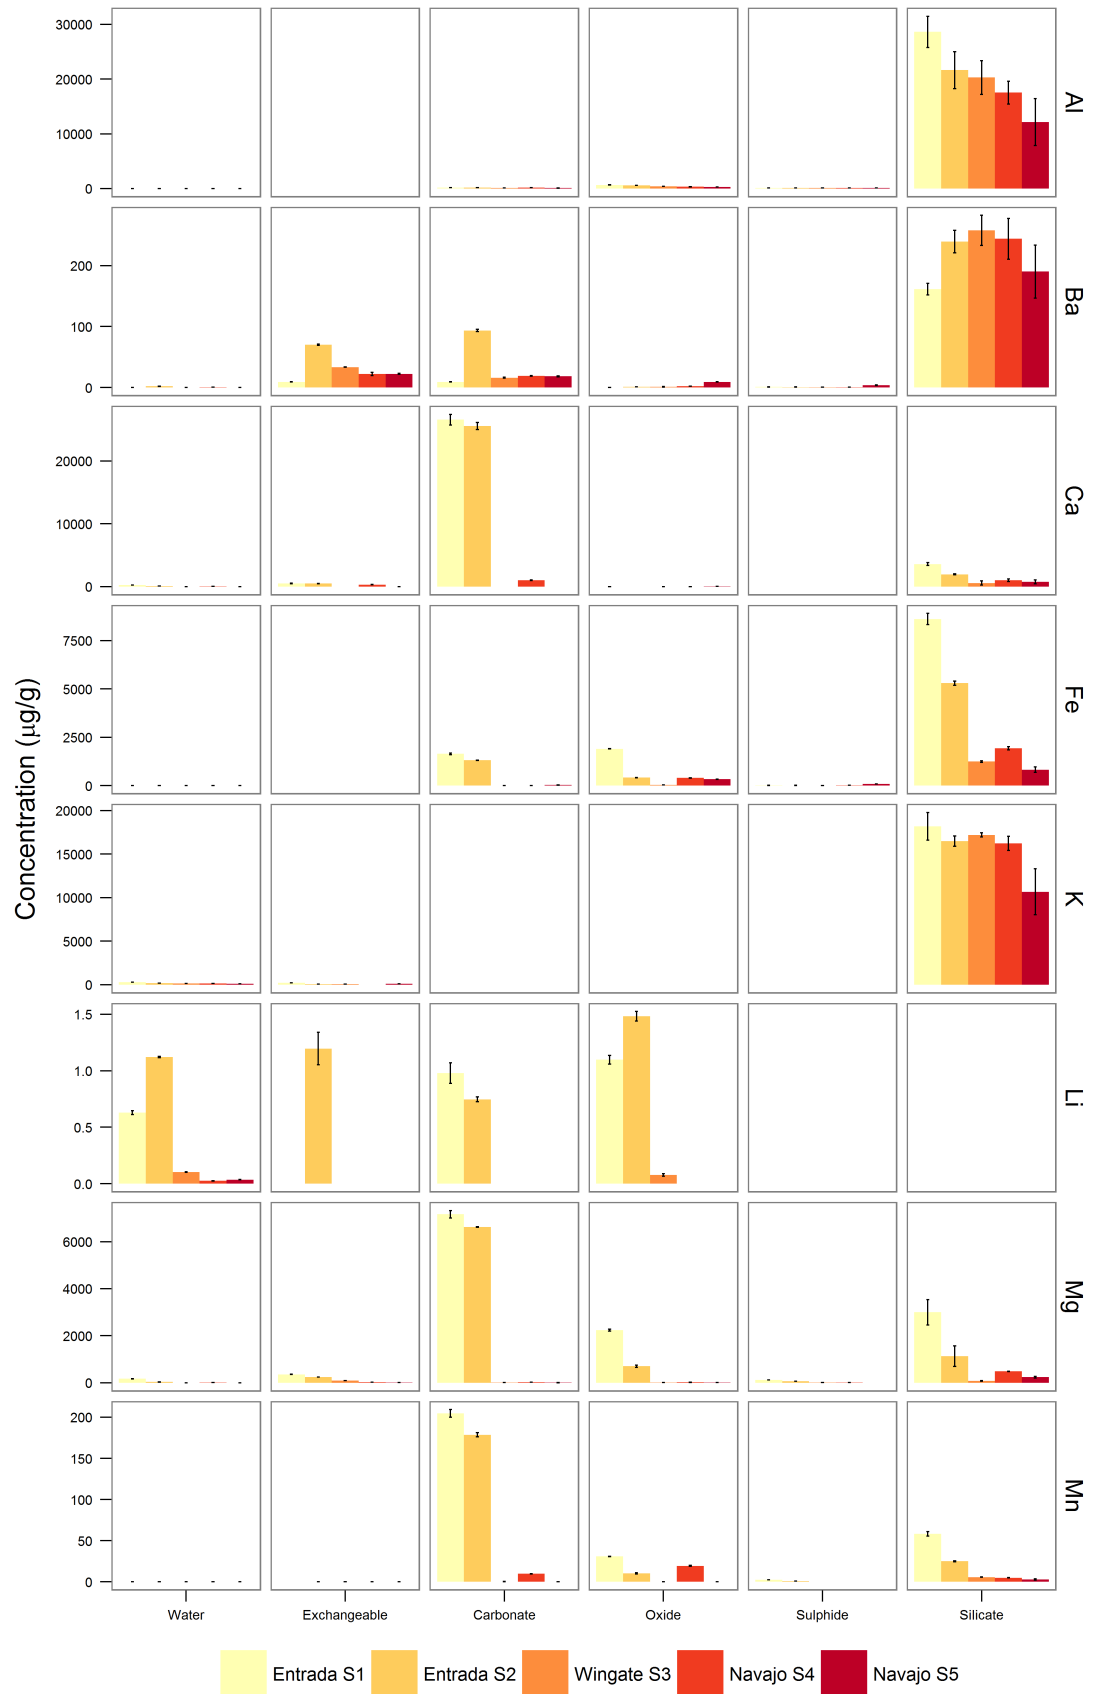 30000
20000
10000
0
Al
200
100
0
Ba
20000
10000
0
Ca
7500
5000
2500
0
Fe
20000
15000
10000
5000
0
K
1.5
1.0
0.5
0.0
Li
6000
4000
2000
0
Mg
200
150
100
50
0
Mn
Concentration (µg/g)
Water Exchangeable Carbonate Oxide Sulphide Silicate
Entrada S1 Entrada S2 Wingate S3 Navajo S4 Navajo S5